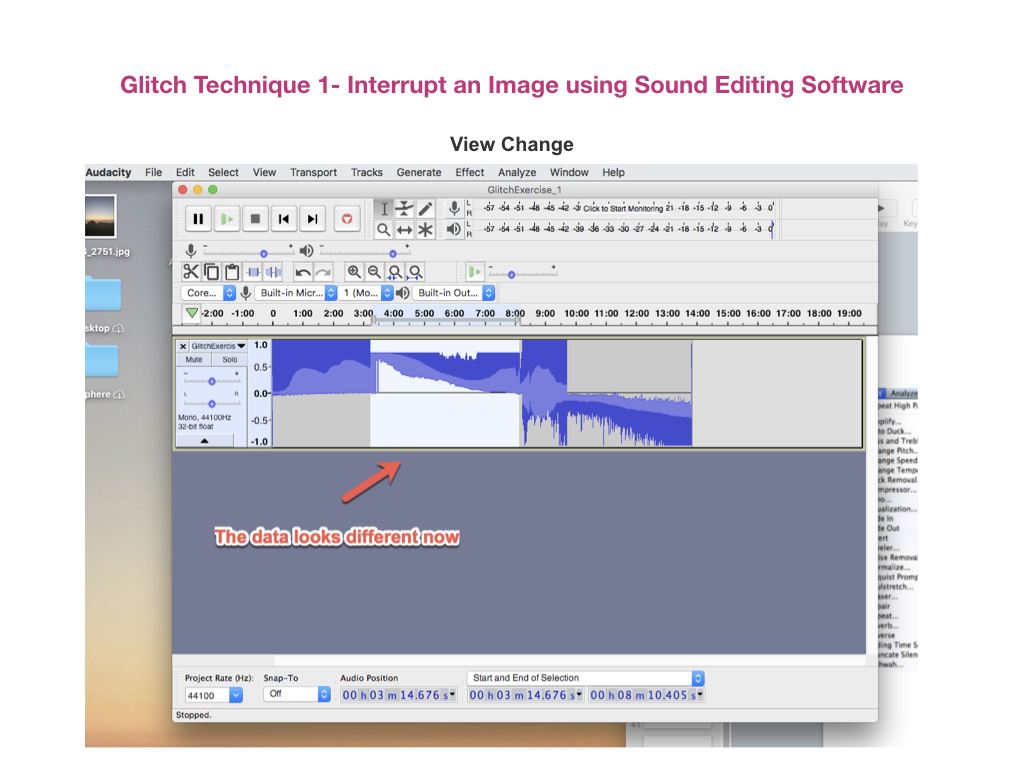 Glitch Technique 1- Interrupt an Image using Sound Editing Software
View Change
Audacity File Edit Select View Transport Tracks Generate Effect Analyze Window Help
GlitchExercise_1
L -57 -54 -51 -48 -45 -42 -3 Click to Start Monitoring 21 -18 -15 -12 -9 -6 -3 0
R
L -57 -54 -51 -48 -45 -42 -39 -36 -33 -30 -27 -24 -21 -18 -15 -12 -9 -6 -3 0
R
_2751.jpg
Core... Built-in Micr... 1 (Mo... Built-in Out...
-2:00 -1:00 0 1:00 2:00 3:00 4:00 5:00 6:00 7:00 8:00 9:00 10:00 11:00 12:00 13:00 14:00 15:00 16:00 17:00 18:00 19:00
sktop
phere
GlitchExercis
Mute Solo
L R
Mono, 44100Hz
32-bit float
1.0
0.5
0.0
-0.5
-1.0
The data looks different now
Analyze
peat High Pa
plify...
to Duck...
s and Treb
ange Pitch..
ange Speed
ange Tempo
ck Removal.
mpressor...
ualization...
de In
de Out
ert
veler...
ise Remova
rmalize...
quist Promp
ulstretch...
aser...
pair
peat...
verb...
verse
ding Time S
uncate Silen
hwah...
Project Rate (Hz): Snap-To Audio Position Start and End of Selection
44100 Off 00 h 03 m 14.676 s 00 h 03 m 14.676 s 00 h 08 m 10.405 s
Stopped.